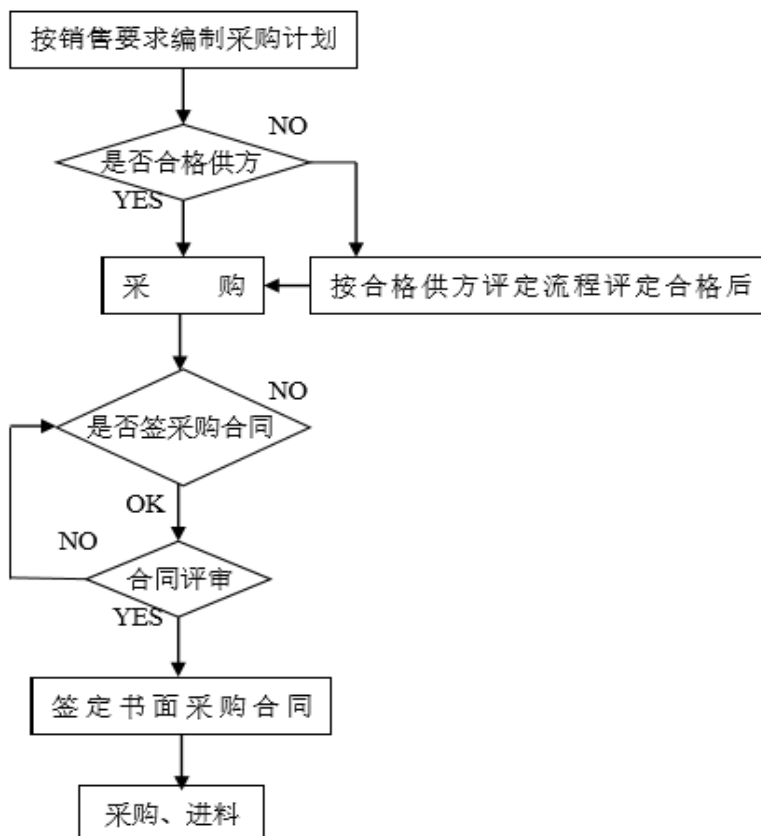 按销售要求编制采购计划
NO
是否合格供方
YES
采 购
按合格供方评定流程评定合格后
NO
是否签采购合同
OK
NO
合同评审
YES
签定书面采购合同
采购、进料